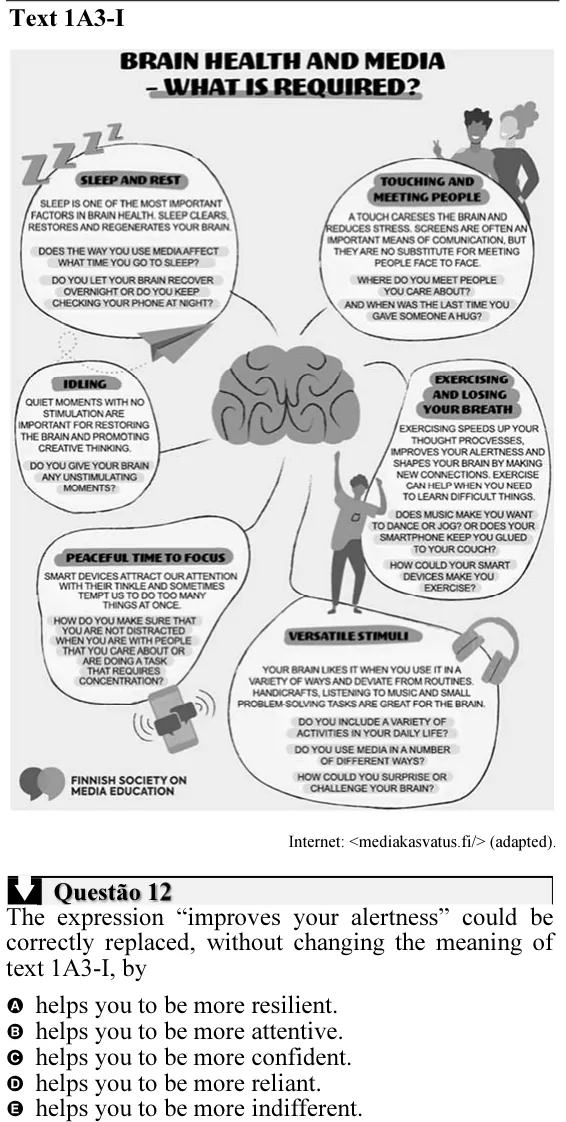 Text 1A3-I
BRAIN HEALTH AND MEDIA
– WHAT IS REQUIRED?
ZZZZ
SLEEP AND REST
SLEEP IS ONE OF THE MOST IMPORTANT
FACTORS IN BRAIN HEALTH. SLEEP CLEARS,
RESTORES AND REGENERATES YOUR BRAIN.
DOES THE WAY YOU USE MEDIA AFFECT
WHAT TIME YOU GO TO SLEEP?
DO YOU LET YOUR BRAIN RECOVER
OVERNIGHT OR DO YOU KEEP
CHECKING YOUR PHONE AT NIGHT?
TOUCHING AND
MEETING PEOPLE
A TOUCH CARESSES THE BRAIN AND
REDUCES STRESS. SCREENS ARE OFTEN AN
IMPORTANT MEANS OF COMUNICATION, BUT
THEY ARE NO SUBSTITUTE FOR MEETING
PEOPLE FACE TO FACE.
WHERE DO YOU MEET PEOPLE
YOU CARE ABOUT?
AND WHEN WAS THE LAST TIME YOU
GAVE SOMEONE A HUG?
IDLING
QUIET MOMENTS WITH NO
STIMULATION ARE
IMPORTANT FOR RESTORING
THE BRAIN AND PROMOTING
CREATIVE THINKING.
DO YOU GIVE YOUR BRAIN
ANY UNSTIMULATING
MOMENTS?
EXERCISING
AND LOSING
YOUR BREATH
EXERCISING SPEEDS UP YOUR
THOUGHT PROCVESSES,
IMPROVES YOUR ALERTNESS AND
SHAPES YOUR BRAIN BY MAKING
NEW CONNECTIONS. EXERCISE
CAN HELP WHEN YOU NEED
TO LEARN DIFFICULT THINGS.
DOES MUSIC MAKE YOU WANT
TO DANCE OR JOG? OR DOES YOUR
SMARTPHONE KEEP YOU GLUED
TO YOUR COUCH?
HOW COULD YOUR SMART
DEVICES MAKE YOU
EXERCISE?
PEACEFUL TIME TO FOCUS
SMART DEVICES ATTRACT OUR ATTENTION
WITH THEIR TINKLE AND SOMETIMES
TEMPT US TO DO TOO MANY
THINGS AT ONCE.
HOW DO YOU MAKE SURE THAT
YOU ARE NOT DISTRACTED
WHEN YOU ARE WITH PEOPLE
THAT YOU CARE ABOUT OR
ARE DOING A TASK
THAT REQUIRES
CONCENTRATION?
VERSATILE STIMULI
YOUR BRAIN LIKES IT WHEN YOU USE IT IN A
VARIETY OF WAYS AND DEVIATE FROM ROUTINES.
HANDICRAFTS, LISTENING TO MUSIC AND SMALL
PROBLEM-SOLVING TASKS ARE GREAT FOR THE BRAIN.
DO YOU INCLUDE A VARIETY OF
ACTIVITIES IN YOUR DAILY LIFE?
DO YOU USE MEDIA IN A NUMBER
OF DIFFERENT WAYS?
HOW COULD YOU SURPRISE OR
CHALLENGE YOUR BRAIN?
FINNISH SOCIETY ON
MEDIA EDUCATION
Internet: <mediakasvatus.fi/> (adapted).
Questão 12
The expression “improves your alertness” could be
correctly replaced, without changing the meaning of
text 1A3-I, by
A helps you to be more resilient.
B helps you to be more attentive.
C helps you to be more confident.
D helps you to be more reliant.
E helps you to be more indifferent.